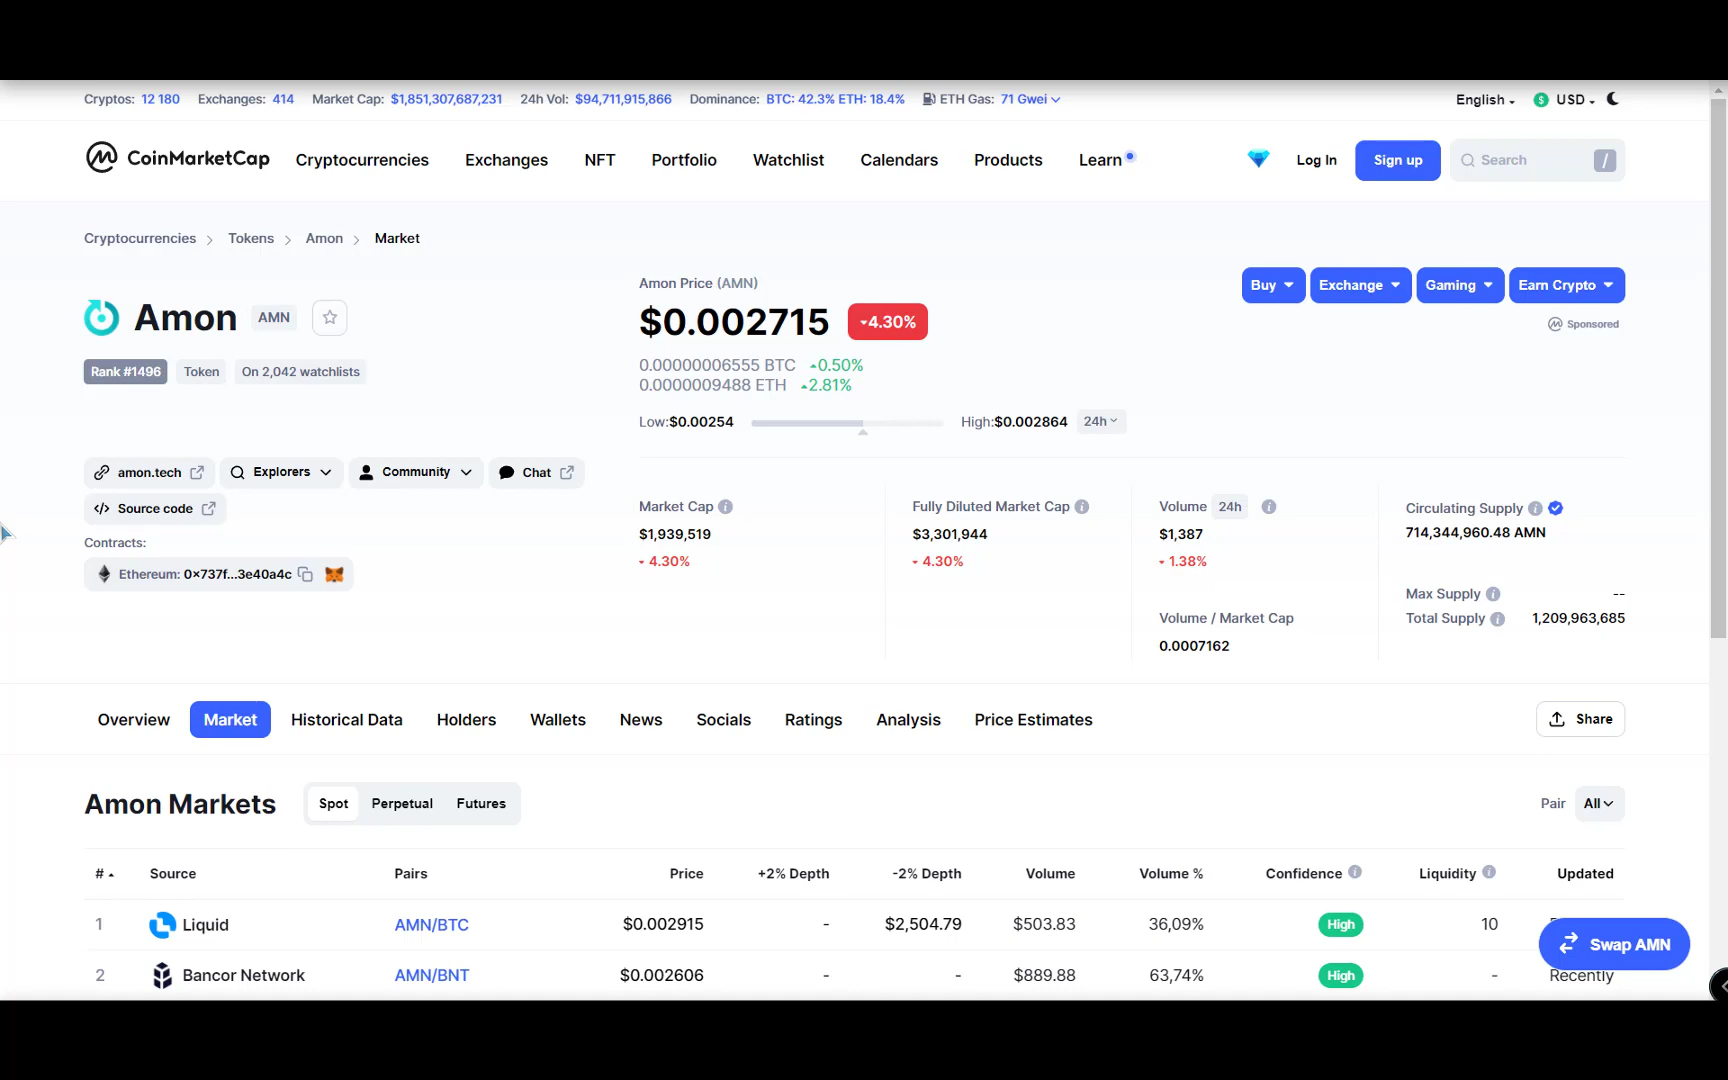 Cryptos: 12 180 Exchanges: 414 Market Cap: $1,851,307,687,231 24h Vol: $94,711,915,866 Dominance: BTC: 42.3% ETH: 18.4% ETH Gas: 71 Gwei English USD
CoinMarketCap Cryptocurrencies Exchanges NFT Portfolio Watchlist Calendars Products Learn Log In Sign up Search /
Cryptocurrencies Tokens Amon Market
Amon Price (AMN)
Buy Exchange Gaming Earn Crypto
Amon AMN
$0.002715 4.30%
Sponsored
Rank #1496 Token On 2,042 watchlists
0.00000006555 BTC 0.50%
0.0000009488 ETH 2.81%
Low:$0.00254 High:$0.002864 24h
amon.tech Explorers Community Chat
Source code
Contracts:
Ethereum: 0x737f...3e40a4c
Market Cap
$1,939,519
4.30%
Fully Diluted Market Cap
$3,301,944
4.30%
Volume 24h
$1,387
1.38%
Volume / Market Cap
0.0007162
Circulating Supply
714,344,960.48 AMN
Max Supply --
Total Supply 1,209,963,685
Overview Market Historical Data Holders Wallets News Socials Ratings Analysis Price Estimates Share
Amon Markets Spot Perpetual Futures Pair All
# Source Pairs Price +2% Depth -2% Depth Volume Volume % Confidence Liquidity Updated
1 Liquid AMN/BTC $0.002915 - $2,504.79 $503.83 36,09% High 10
Swap AMN
2 Bancor Network AMN/BNT $0.002606 - - $889.88 63,74% High - Recently